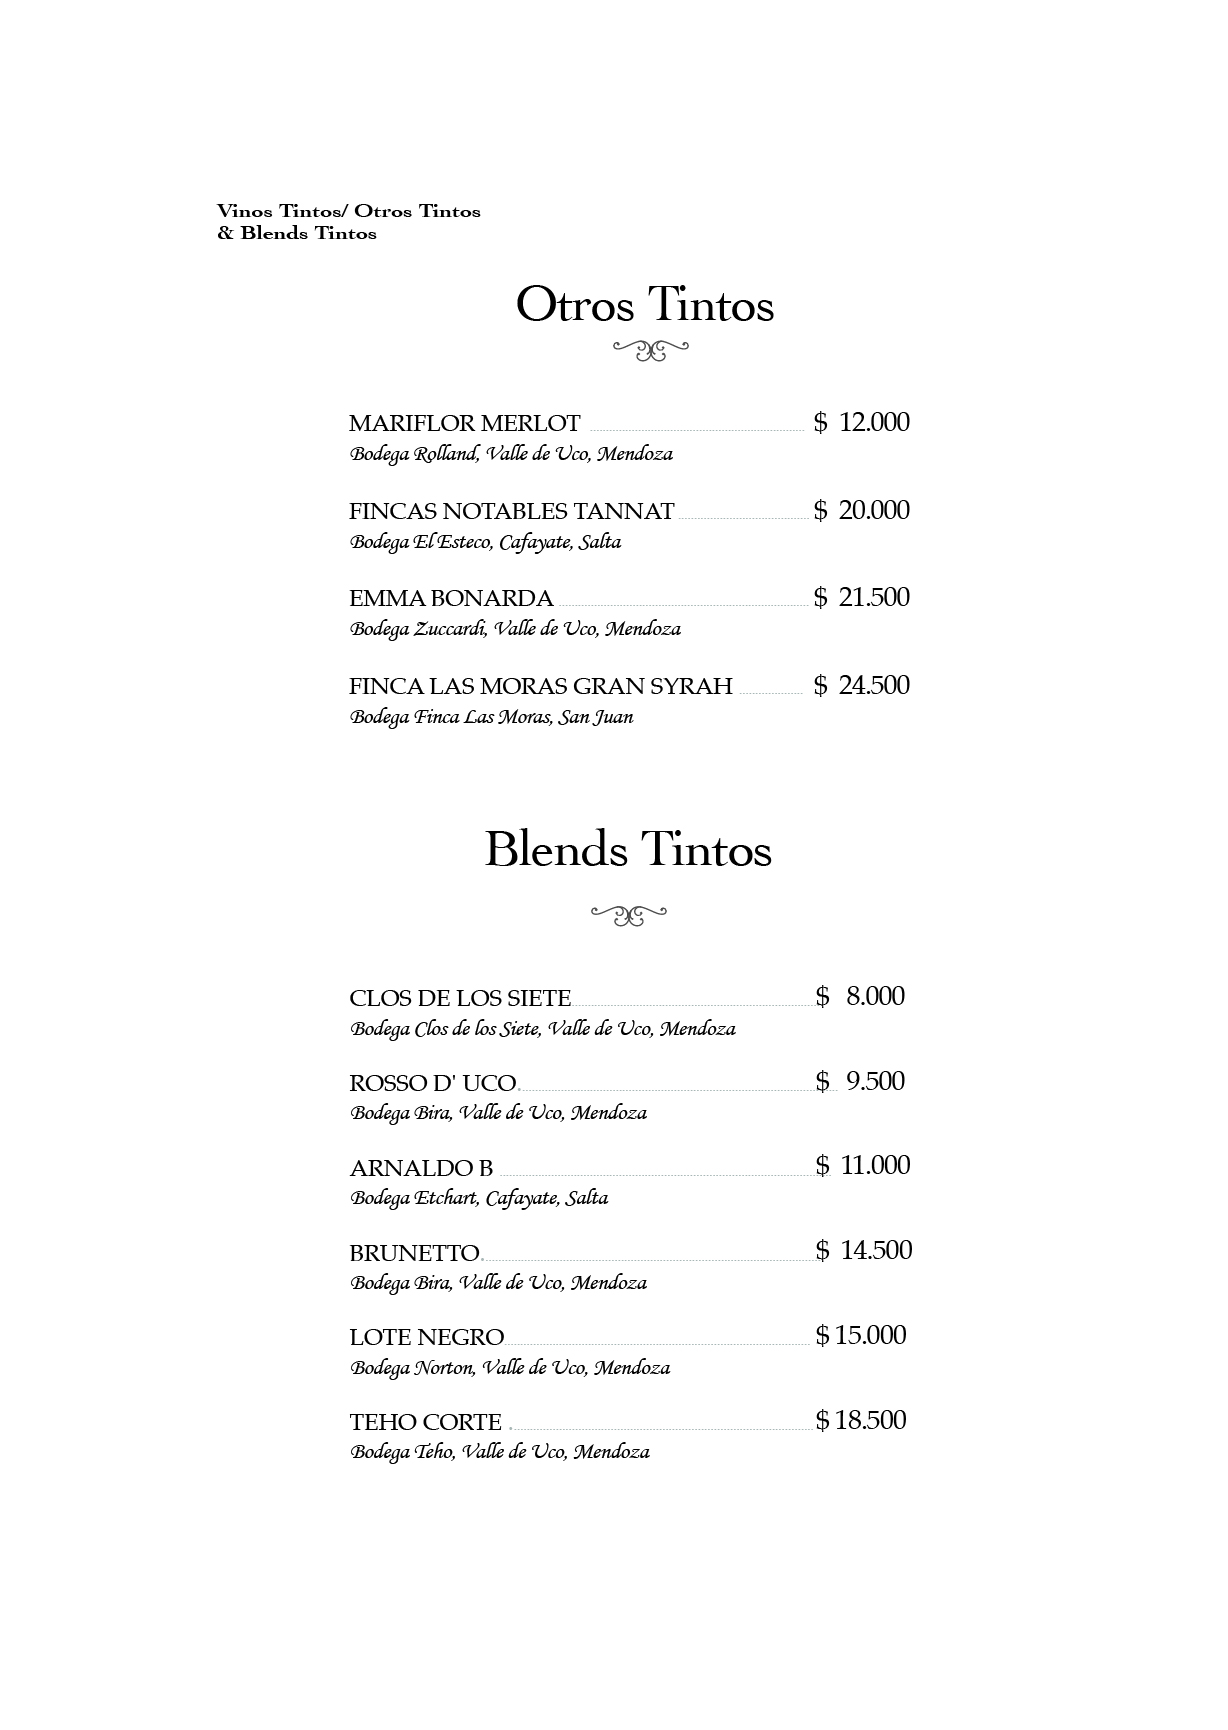 Vinos Tintos/ Otros Tintos
& Blends Tintos
Otros Tintos
MARIFLOR MERLOT $ 12.000
Bodega Rolland, Valle de Uco, Mendoza
FINCAS NOTABLES TANNAT $ 20.000
Bodega El Esteco, Cafayate, Salta
EMMA BONARDA $ 21.500
Bodega Zuccardi, Valle de Uco, Mendoza
FINCA LAS MORAS GRAN SYRAH $ 24.500
Bodega Finca Las Moras, San Juan
Blends Tintos
CLOS DE LOS SIETE $ 8.000
Bodega Clos de los Siete, Valle de Uco, Mendoza
ROSSO D' UCO $ 9.500
Bodega Bira, Valle de Uco, Mendoza
ARNALDO B $ 11.000
Bodega Etchart, Cafayate, Salta
BRUNETTO $ 14.500
Bodega Bira, Valle de Uco, Mendoza
LOTE NEGRO $ 15.000
Bodega Norton, Valle de Uco, Mendoza
TEHO CORTE $ 18.500
Bodega Teho, Valle de Uco, Mendoza